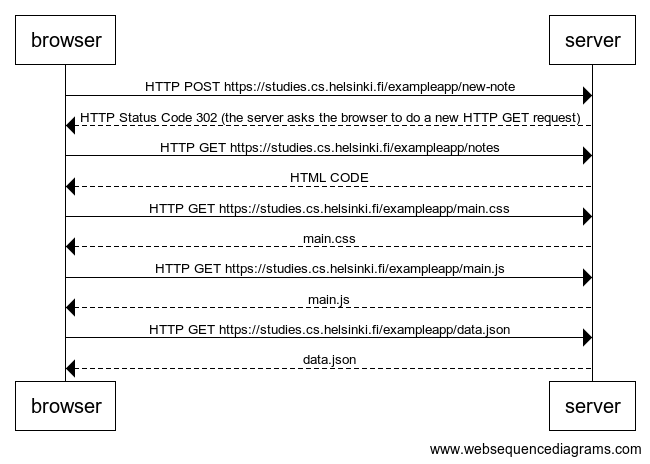 browser server
HTTP POST https://studies.cs.helsinki.fi/exampleapp/new-note
HTTP Status Code 302 (the server asks the browser to do a new HTTP GET request)
HTTP GET https://studies.cs.helsinki.fi/exampleapp/notes
HTML CODE
HTTP GET https://studies.cs.helsinki.fi/exampleapp/main.css
main.css
HTTP GET https://studies.cs.helsinki.fi/exampleapp/main.js
main.js
HTTP GET https://studies.cs.helsinki.fi/exampleapp/data.json
data.json
browser server
www.websequencediagrams.com